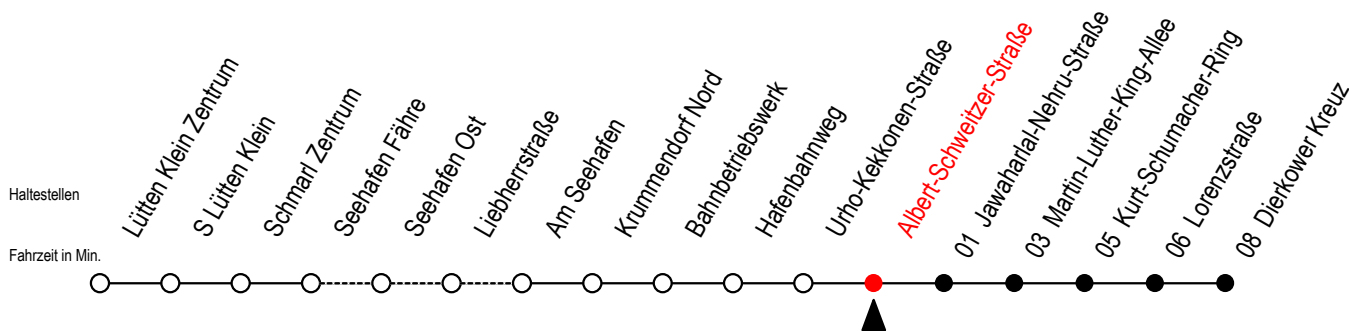 Haltestellen
Fahrzeit in Min.
Lütten Klein Zentrum
S Lütten Klein
Schmarl Zentrum
Seehafen Fähre
Seehafen Ost
Liebherrstraße
Am Seehafen
Krummendorf Nord
Bahnbetriebswerk
Hafenbahnweg
Urho-Kekkonen-Straße
Albert-Schweitzer-Straße
01 Jawaharlal-Nehru-Straße
03 Martin-Luther-King-Allee
05 Kurt-Schumacher-Ring
06 Lorenzstraße
08 Dierkower Kreuz